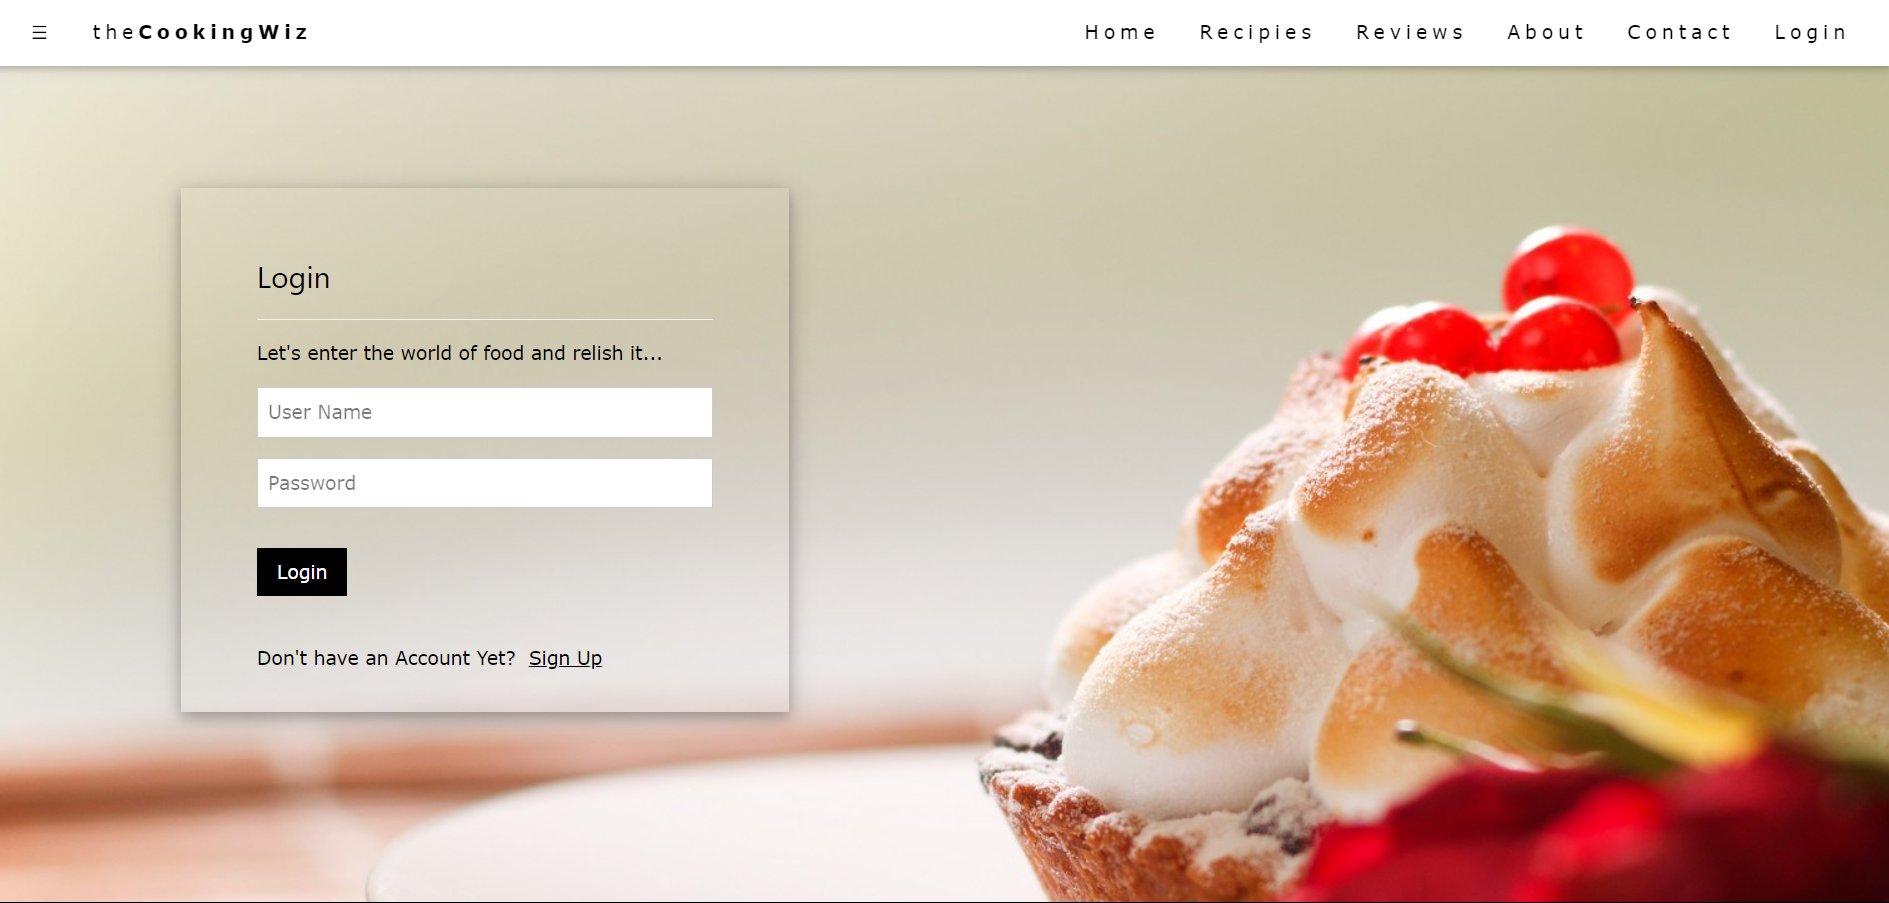 ☰ theCookingWiz Home Recipies Reviews About Contact Login
Login
Let's enter the world of food and relish it...
User Name
Password
Login
Don't have an Account Yet? Sign Up